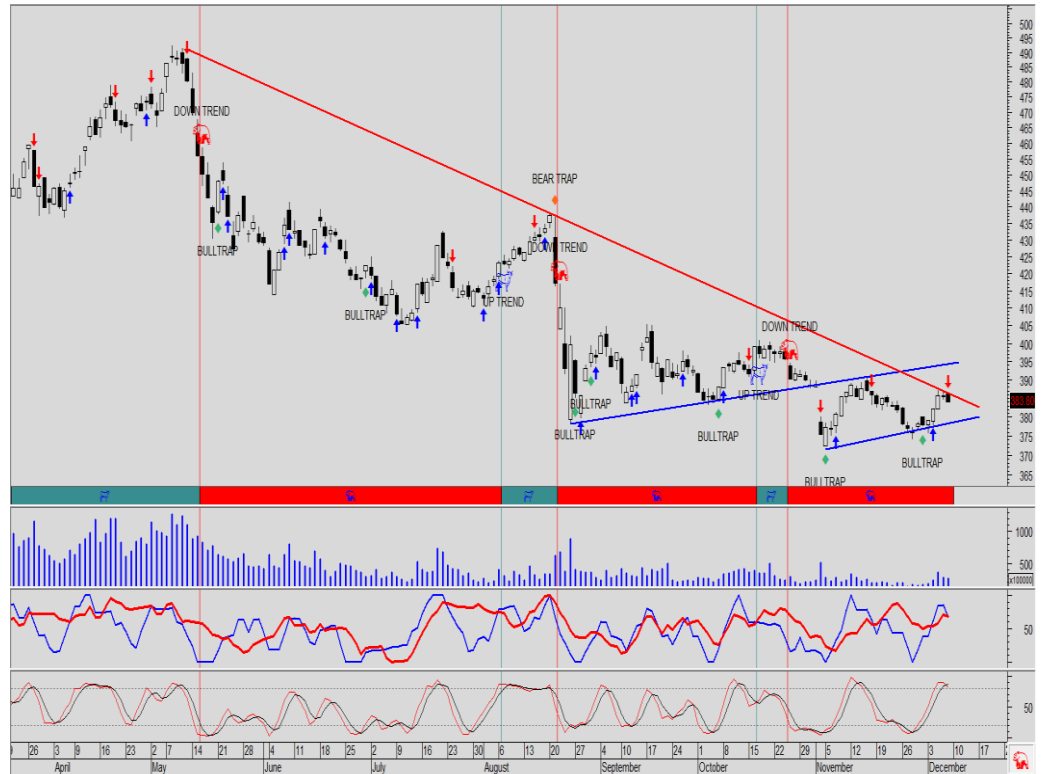 500
495
490
485
480
475
470
465
460
455
450
445
440
435
430
425
420
415
410
405
400
395
390
385
383.60
380
375
370
365
DOWN TREND
BULLTRAP
BULLTRAP
BEAR TRAP
DOWN TREND
UP TREND
BULLTRAP
BULLTRAP
BULLTRAP
DOWN TREND
UP TREND
BULLTRAP
BULLTRAP
1000
500
x100000
50
50
26 3 9 16 23 2 7 14 21 28 4 11 18 25 2 9 16 23 30 6 13 20 27 4 10 17 24 1 8 15 22 29 5 12 19 26 3 10 17
April May June July August September October November December